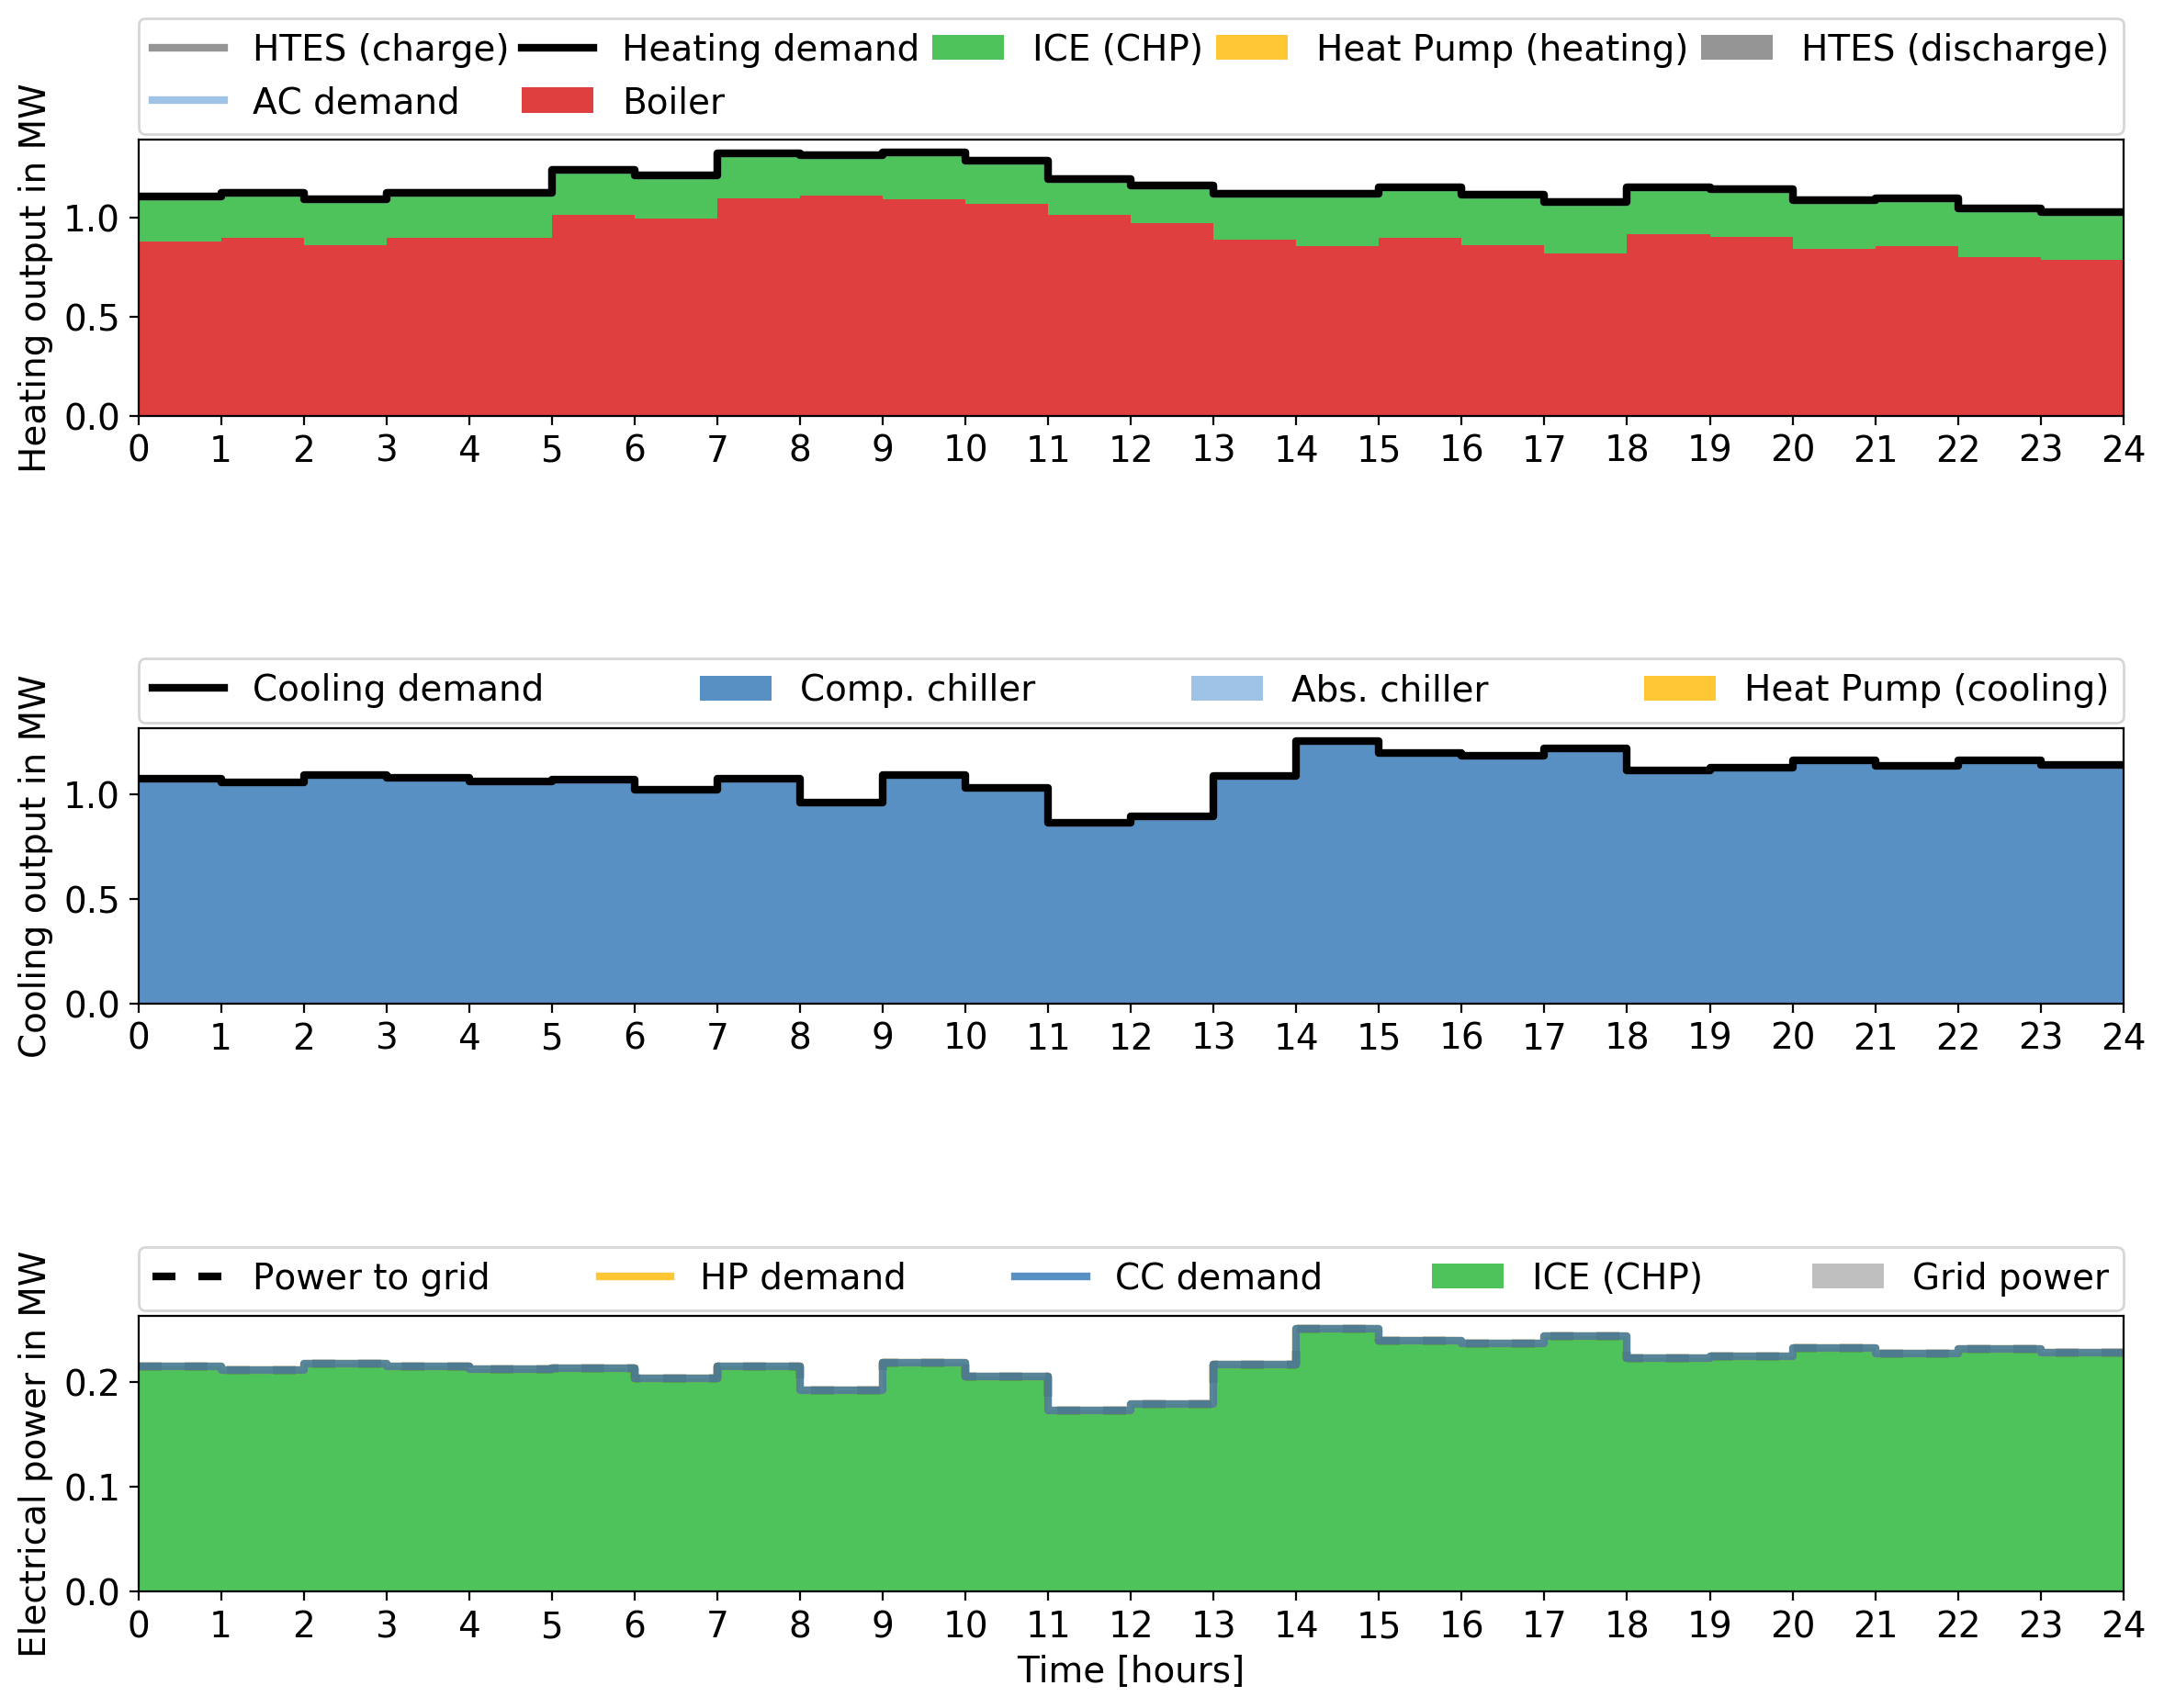 HTES (charge) Heating demand ICE (CHP) Heat Pump (heating) HTES (discharge)
AC demand Boiler
Heating output in MW
1.0
0.5
0.0
0 1 2 3 4 5 6 7 8 9 10 11 12 13 14 15 16 17 18 19 20 21 22 23 24
Cooling demand Comp. chiller Abs. chiller Heat Pump (cooling)
Cooling output in MW
1.0
0.5
0.0
0 1 2 3 4 5 6 7 8 9 10 11 12 13 14 15 16 17 18 19 20 21 22 23 24
Power to grid HP demand CC demand ICE (CHP) Grid power
Electrical power in MW
0.2
0.1
0.0
0 1 2 3 4 5 6 7 8 9 10 11 12 13 14 15 16 17 18 19 20 21 22 23 24
Time [hours]